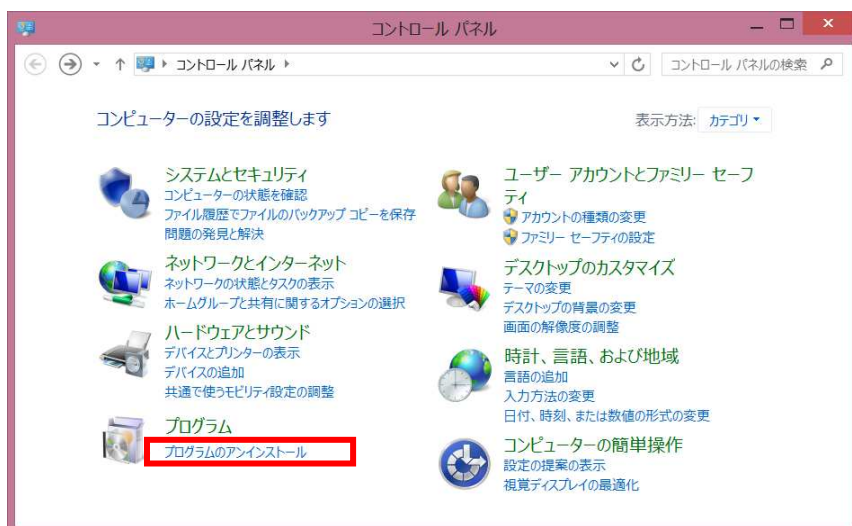 コントロール パネル
コントロール パネル
コントロール パネルの検索
コンピューターの設定を調整します
表示方法: カテゴリ
システムとセキュリティ
コンピューターの状態を確認
ファイル履歴でファイルのバックアップ コピーを保存
問題の発見と解決
ネットワークとインターネット
ネットワークの状態とタスクの表示
ホームグループと共有に関するオプションの選択
ハードウェアとサウンド
デバイスとプリンターの表示
デバイスの追加
共通で使うモビリティ設定の調整
プログラム
プログラムのアンインストール
ユーザー アカウントとファミリー セーフ
ティ
アカウントの種類の変更
ファミリー セーフティの設定
デスクトップのカスタマイズ
テーマの変更
デスクトップの背景の変更
画面の解像度の調整
時計、言語、および地域
言語の追加
入力方法の変更
日付、時刻、または数値の形式の変更
コンピューターの簡単操作
設定の提案の表示
視覚ディスプレイの最適化